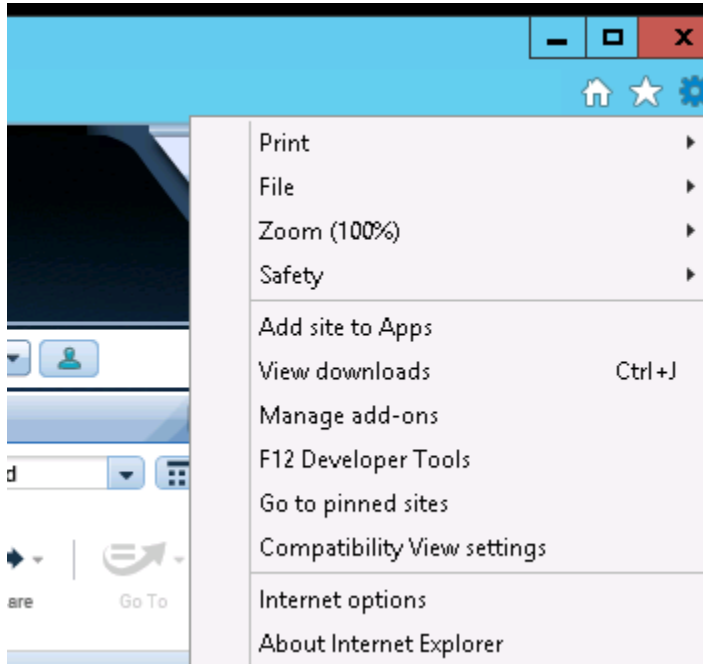 Print
File
Zoom (100%)
Safety
Add site to Apps
View downloads Ctrl+J
Manage add-ons
F12 Developer Tools
d
Go to pinned sites
Compatibility View settings
are Go To
Internet options
About Internet Explorer